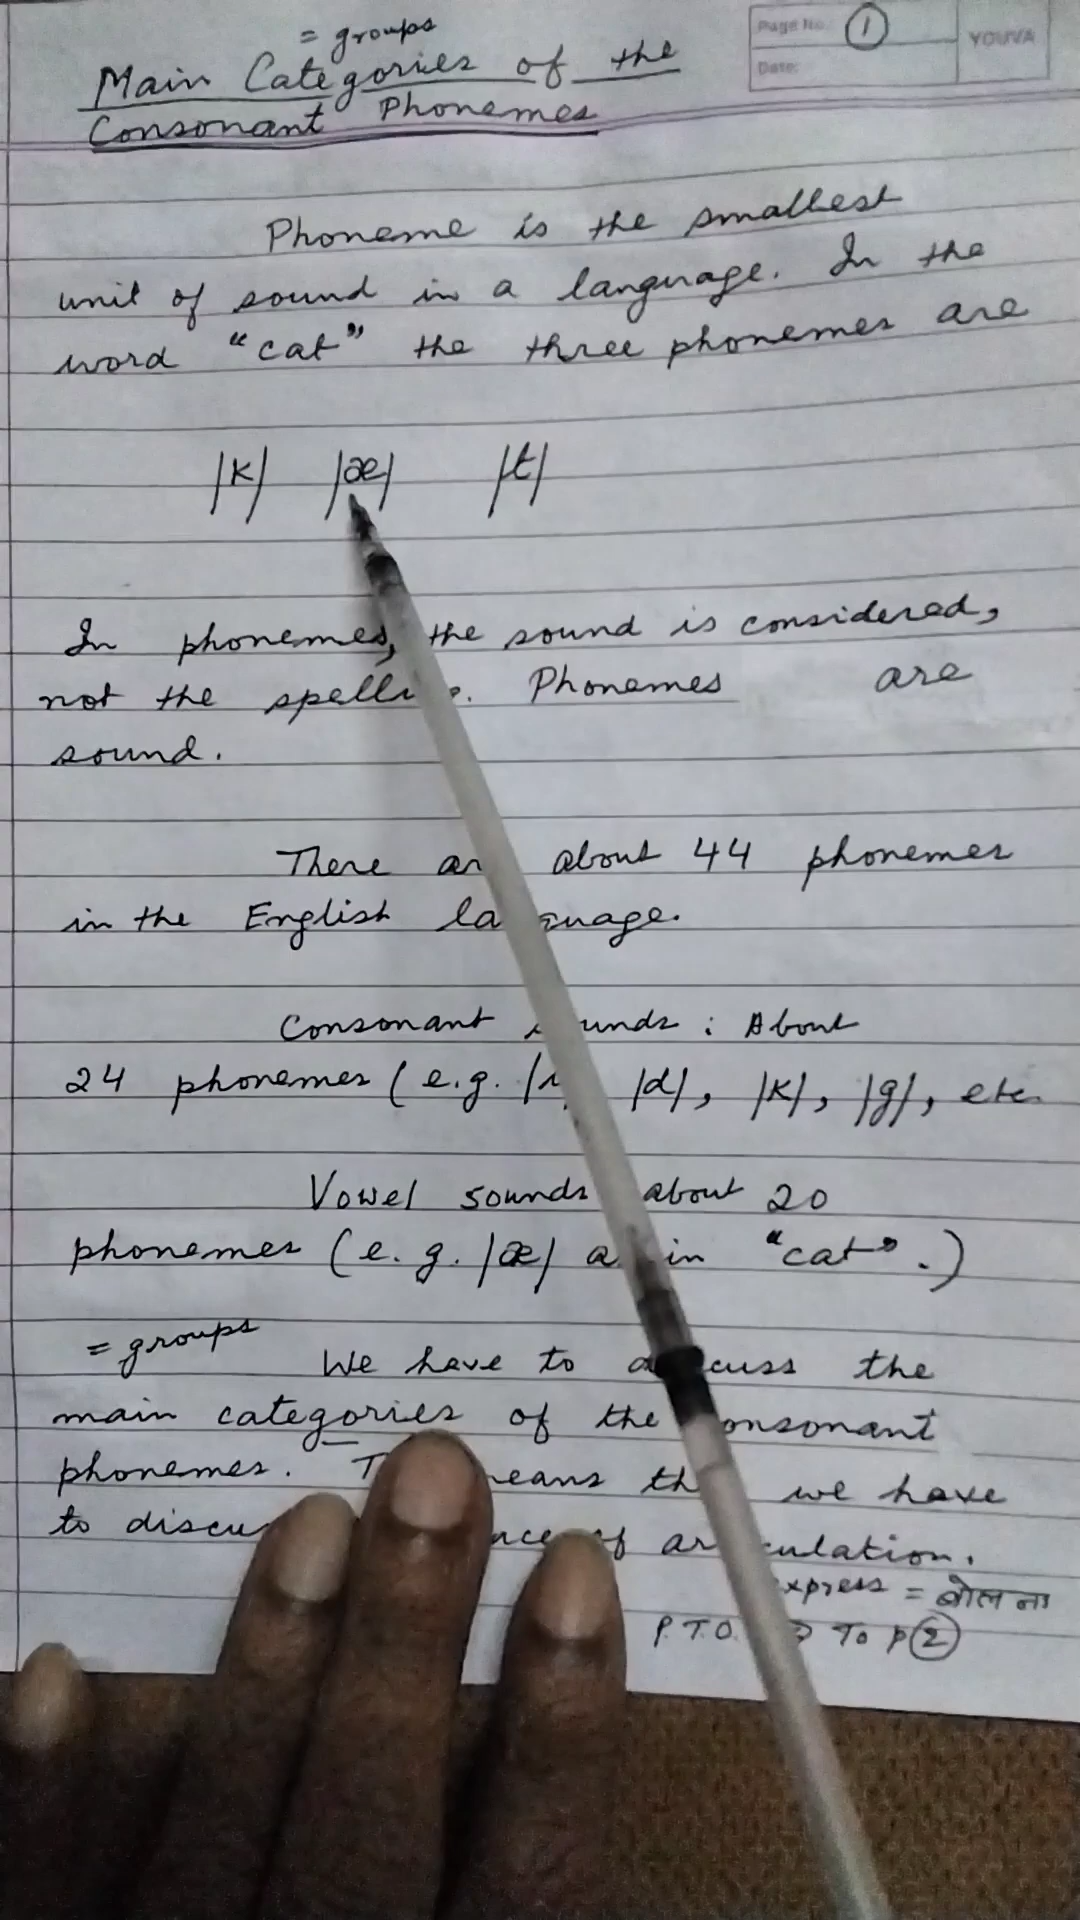 = groups
Page No. 1
YOUVA
Date:
Main Categories of the
Consonant Phonemes
Phoneme is the smallest
unit of sound in a language. In the
word "cat" the three phonemes are
/k/ /æ/ /t/
In phonemes, the sound is considered,
not the . Phonemes are
sound.
There about 44 phonemes
in the English
Consonant : About
24 phonemes (e.g. /d/, /k/, /g/, etc.
Vowel sounds about 20
phonemes (e.g. /æ/ in "cat".)
= groups
We have to the
main categories of the
phonemes. we have
to of
= बोलना
P.T.O. To p 2